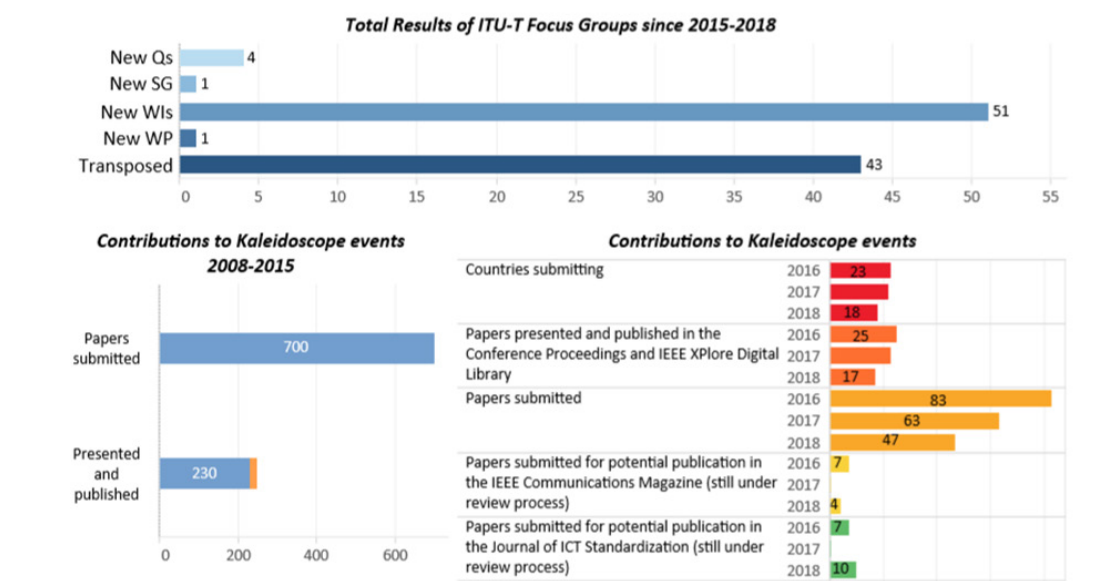 Total Results of ITU-T Focus Groups since 2015-2018
New Qs 4
New SG 1
New WIs 51
New WP 1
Transposed 43
0 5 10 15 20 25 30 35 40 45 50 55
Contributions to Kaleidoscope events
2008-2015
Papers
submitted
700
Presented
and
published
230
0 200 400 600
Contributions to Kaleidoscope events
Countries submitting 2016 23
2017
2018 18
Papers presented and published in the 2016 25
Conference Proceedings and IEEE XPlore Digital 2017
Library 2018 17
Papers submitted 2016 83
2017 63
2018 47
Papers submitted for potential publication in 2016 7
the IEEE Communications Magazine (still under 2017
review process) 2018 4
Papers submitted for potential publication in 2016 7
the Journal of ICT Standardization (still under 2017
review process) 2018 10